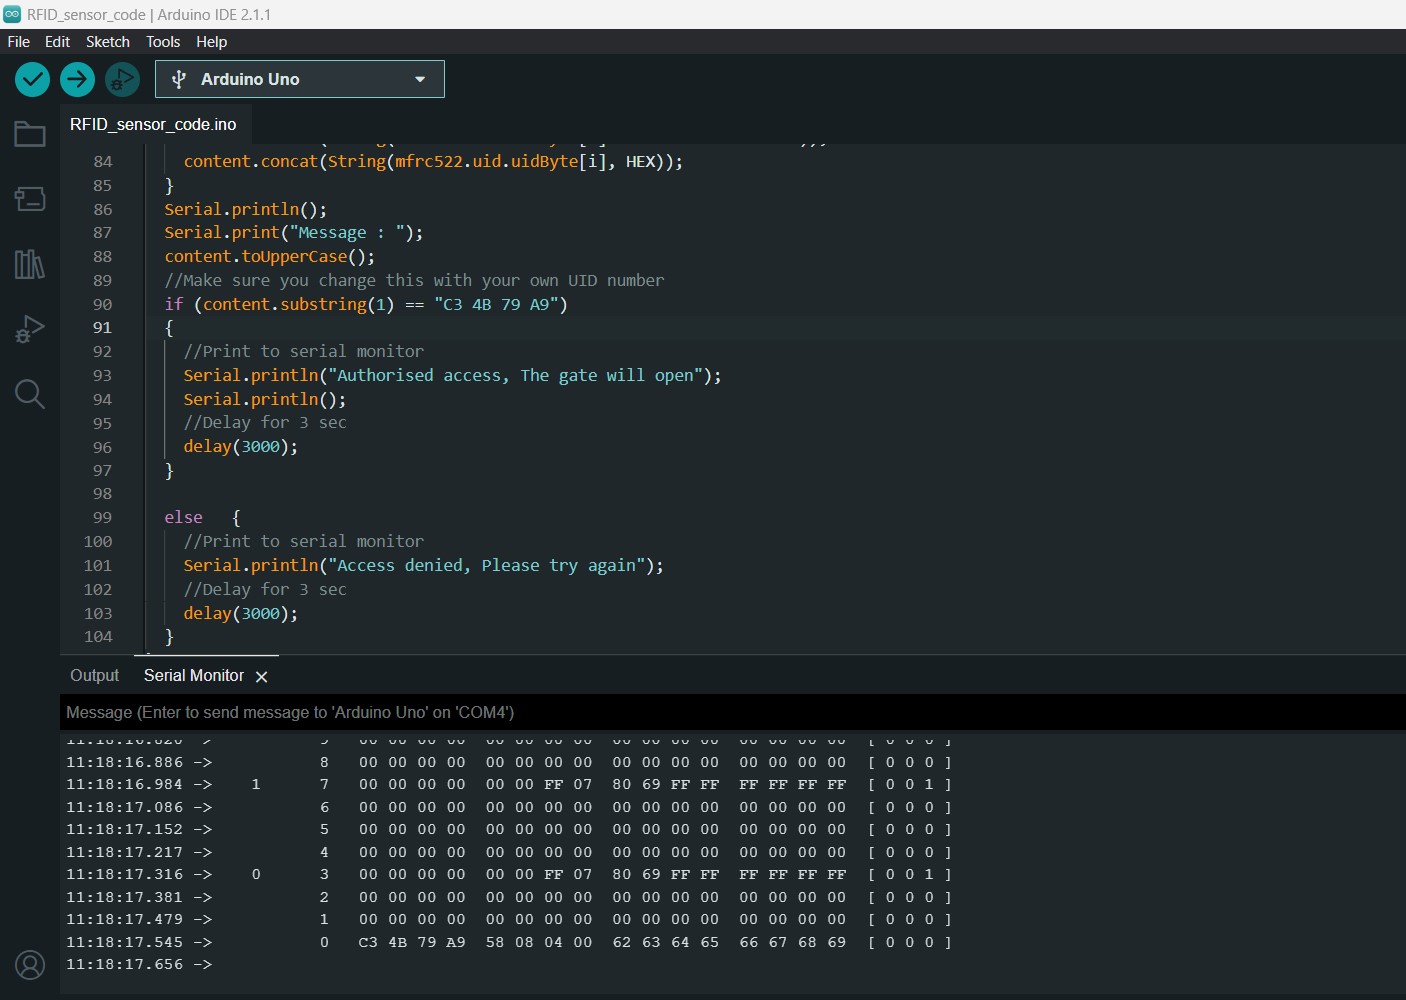 RFID_sensor_code | Arduino IDE 2.1.1
File Edit Sketch Tools Help
Arduino Uno
RFID_sensor_code.ino
84 content.concat(String(mfrc522.uid.uidByte[i], HEX));
85 }
86 Serial.println();
87 Serial.print("Message : ");
88 content.toUpperCase();
89 //Make sure you change this with your own UID number
90 if (content.substring(1) == "C3 4B 79 A9")
91 {
92 //Print to serial monitor
93 Serial.println("Authorised access, The gate will open");
94 Serial.println();
95 //Delay for 3 sec
96 delay(3000);
97 }
98
99 else {
100 //Print to serial monitor
101 Serial.println("Access denied, Please try again");
102 //Delay for 3 sec
103 delay(3000);
104 }
Output Serial Monitor
Message (Enter to send message to 'Arduino Uno' on 'COM4')
11:18:16.886 -> 8 00 00 00 00 00 00 00 00 00 00 00 00 00 00 00 00 [ 0 0 0 ]
11:18:16.984 -> 1 7 00 00 00 00 00 00 FF 07 80 69 FF FF FF FF FF FF [ 0 0 1 ]
11:18:17.086 -> 6 00 00 00 00 00 00 00 00 00 00 00 00 00 00 00 00 [ 0 0 0 ]
11:18:17.152 -> 5 00 00 00 00 00 00 00 00 00 00 00 00 00 00 00 00 [ 0 0 0 ]
11:18:17.217 -> 4 00 00 00 00 00 00 00 00 00 00 00 00 00 00 00 00 [ 0 0 0 ]
11:18:17.316 -> 0 3 00 00 00 00 00 00 FF 07 80 69 FF FF FF FF FF FF [ 0 0 1 ]
11:18:17.381 -> 2 00 00 00 00 00 00 00 00 00 00 00 00 00 00 00 00 [ 0 0 0 ]
11:18:17.479 -> 1 00 00 00 00 00 00 00 00 00 00 00 00 00 00 00 00 [ 0 0 0 ]
11:18:17.545 -> 0 C3 4B 79 A9 58 08 04 00 62 63 64 65 66 67 68 69 [ 0 0 0 ]
11:18:17.656 ->